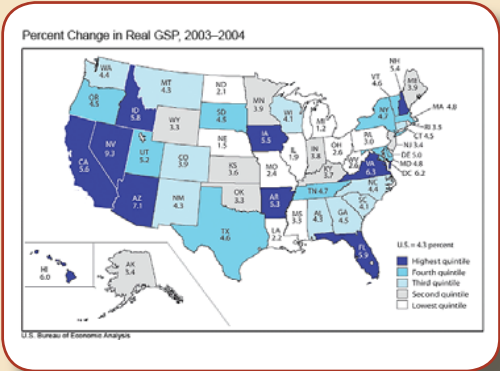 Percent Change in Real GSP, 2003–2004
WA
4.4
MT
4.3
ND
2.1
MN
3.9
OR
4.5
ID
5.8
WY
3.3
SD
4.5
WI
4.1
MI
1.2
NH
5.4
VT
4.6
ME
3.9
NY
4.7
MA 4.8
RI 3.5
CT 4.5
NJ 3.4
DE 5.0
MD 4.8
DC 6.2
PA
3.0
NV
9.3
UT
5.2
CO
3.9
NE
1.5
IA
5.5
IL
1.9
IN
3.8
OH
2.6
WV
2.6
VA
6.3
CA
5.6
KS
3.6
MO
2.4
KY
3.7
NC
4.4
TN 4.7
SC
4.1
AZ
7.1
NM
4.3
OK
3.3
AR
5.3
MS
3.3
AL
4.3
GA
4.5
TX
4.6
LA
2.2
FL
5.9
HI
6.0
AK
U.S. = 4.3 percent
Highest quintile
Fourth quintile
Third quintile
Second quintile
Lowest quintile
U.S. Bureau of Economic Analysis